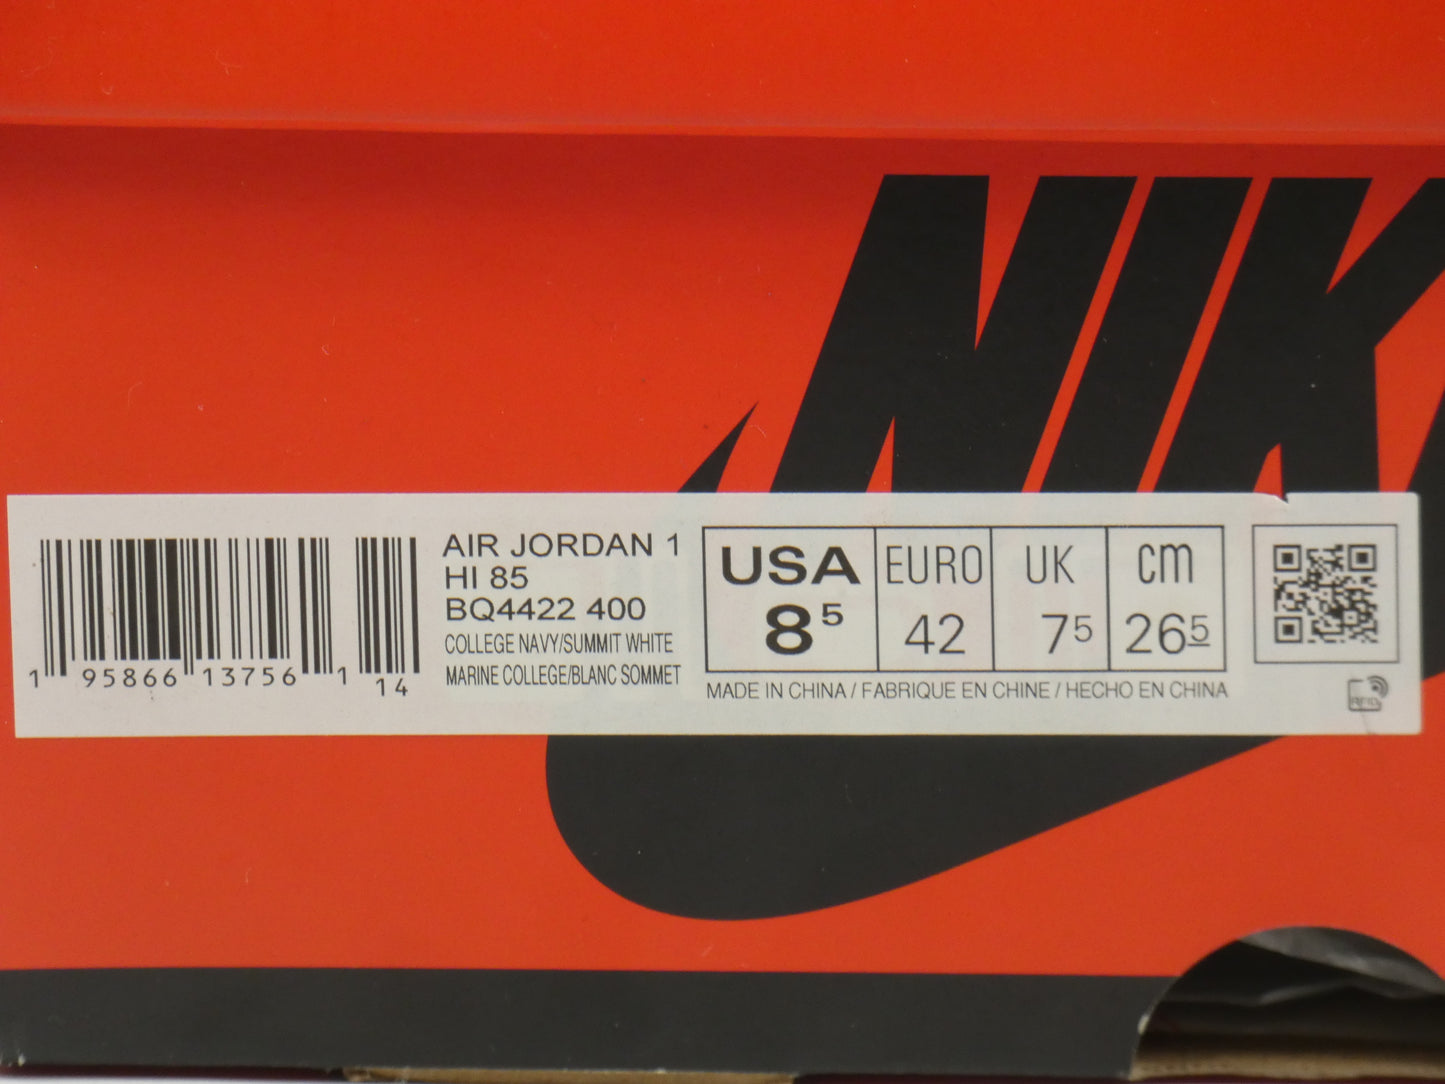 NIK
AIR JORDAN 1
HI 85
BQ4422 400
COLLEGE NAVY/SUMMIT WHITE
MARINE COLLEGE/BLANC SOMMET
1 95866 13756 1 14
USA EURO UK cm
8 5 42 7 5 26 5
MADE IN CHINA / FABRIQUE EN CHINE / HECHO EN CHINA
RFID